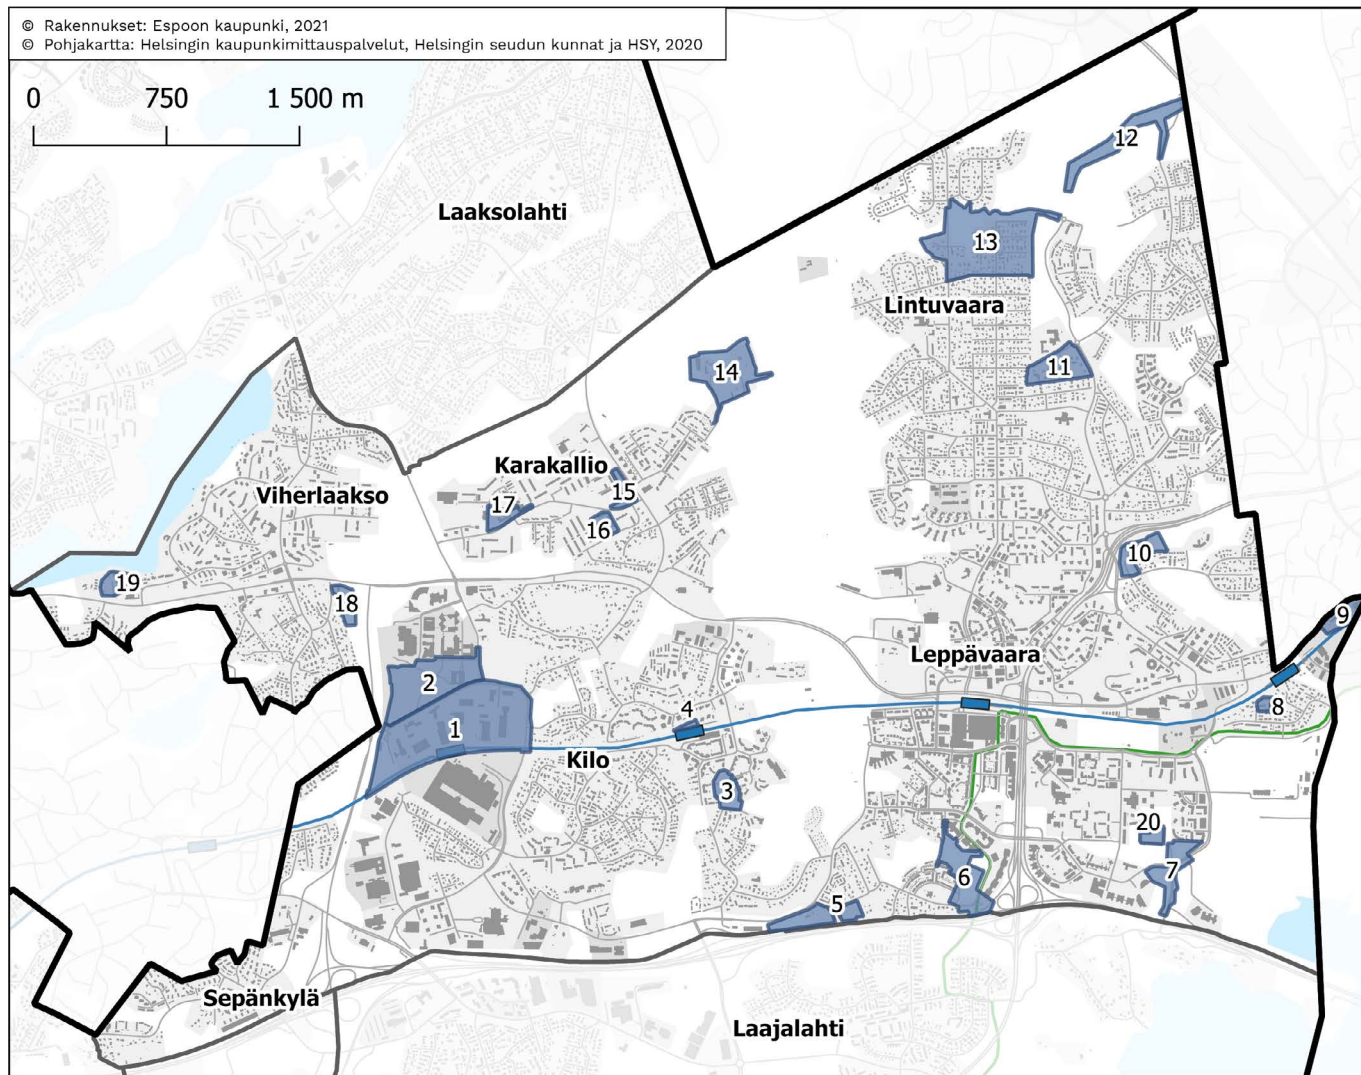 © Rakennukset: Espoon kaupunki, 2021
© Pohjakartta: Helsingin kaupunkimittauspalvelut, Helsingin seudun kunnat ja HSY, 2020
0 750 1 500 m
12
Laaksolahti
13
Lintuvaara
11
14
Karakallio
15
17
16
Viherlaakso
10
19
18
9
Leppävaara
2
8
4
1
Kilo
3
20
7
6
5
Sepänkylä
Laajalahti